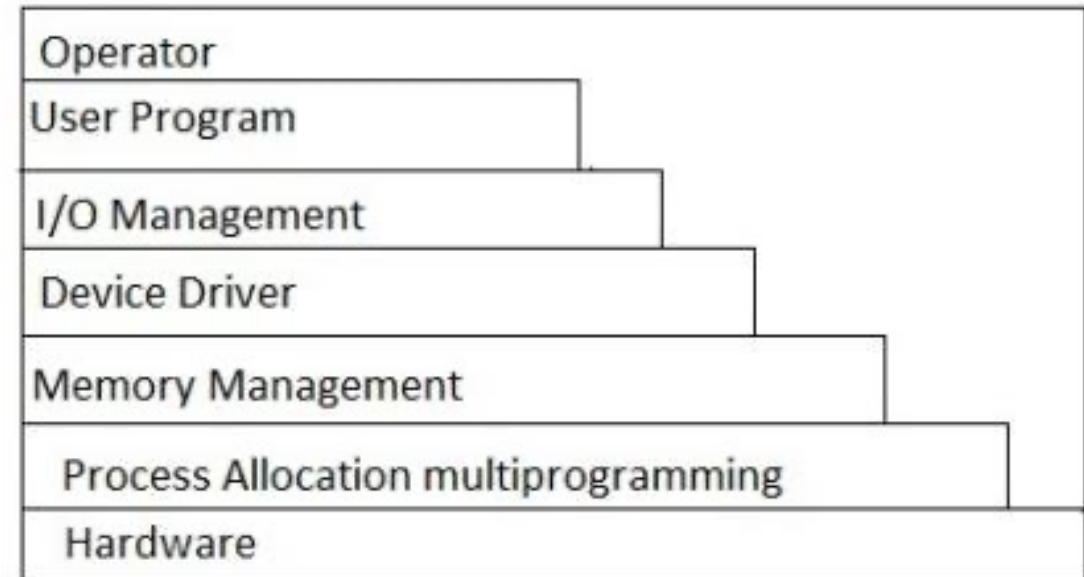 Operator
User Program
I/O Management
Device Driver
Memory Management
Process Allocation multiprogramming
Hardware